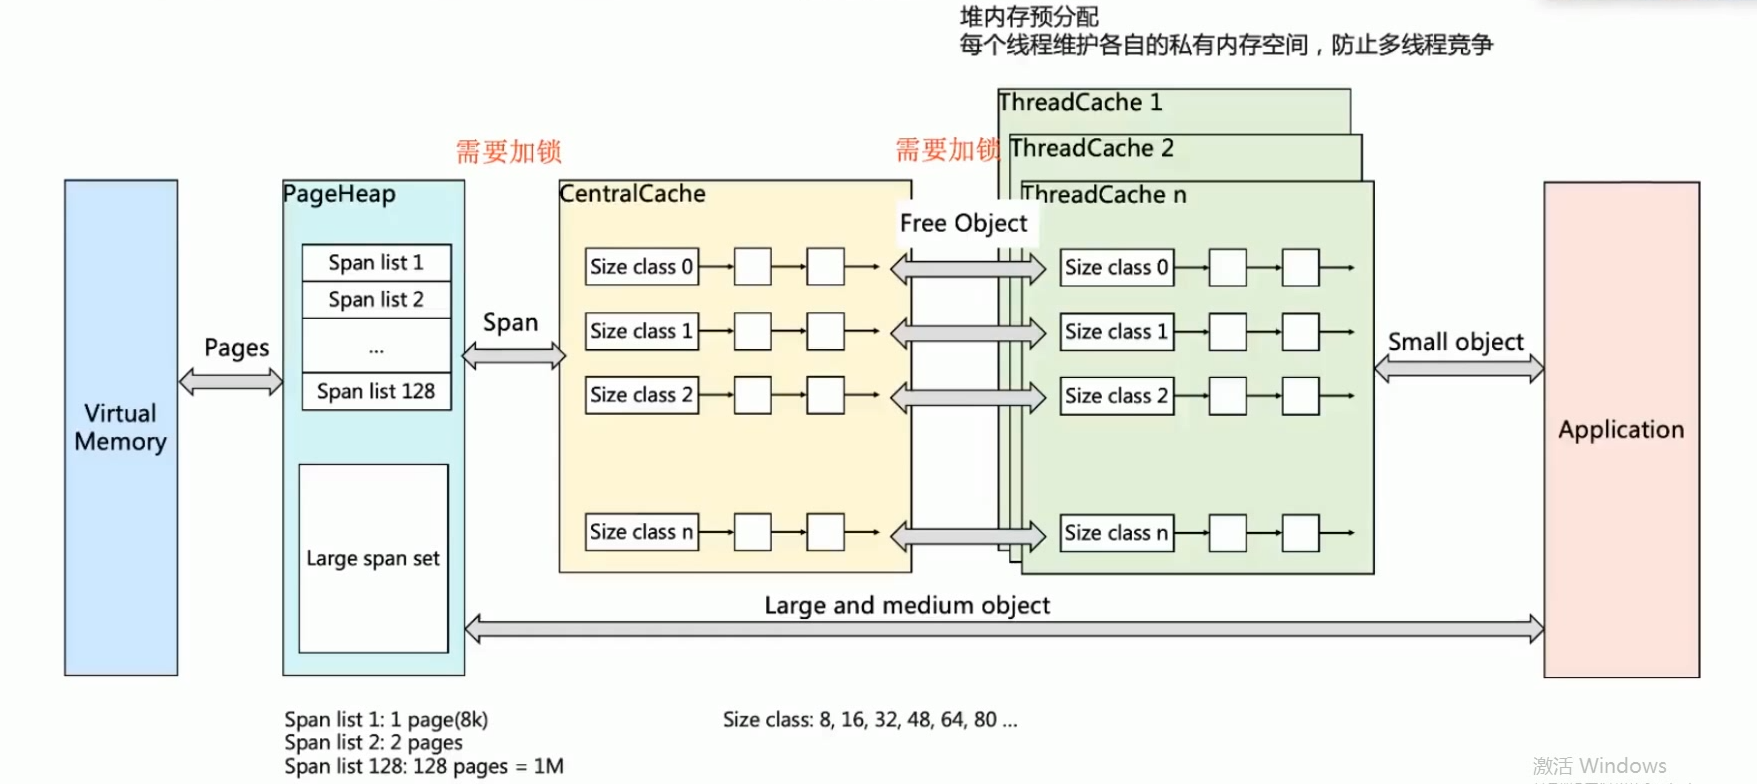 堆内存预分配
每个线程维护各自的私有内存空间，防止多线程竞争
ThreadCache 1
需要加锁
需要加锁
ThreadCache 2
PageHeap
CentralCache
ThreadCache n
Free Object
Span list 1
Span list 2
...
Span list 128
Size class 0
Size class 1
Size class 2
Size class n
Size class 0
Size class 1
Size class 2
Size class n
Pages
Span
Small object
Virtual
Memory
Application
Large span set
Large and medium object
Span list 1: 1 page(8k)
Span list 2: 2 pages
Span list 128: 128 pages = 1M
Size class: 8, 16, 32, 48, 64, 80 ...
激活 Windows